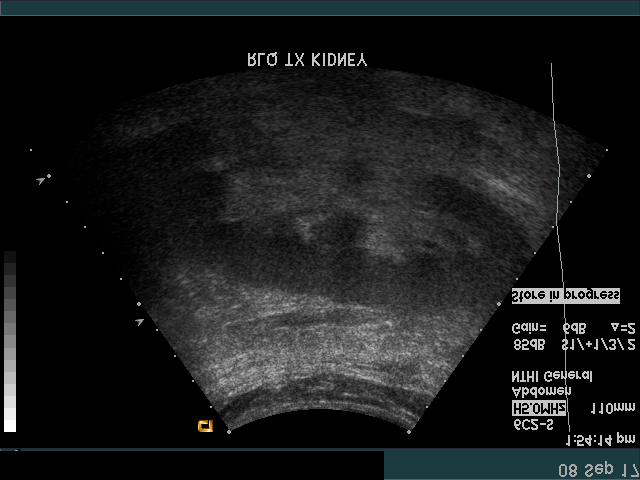 08 Sep 17
1:54:14 pm
6C2-S
H5.0MHz 110mm
Abdomen
NTHI General
85dB S1/+1/3/2
Gain= 6dB Δ=2
Store in progress
RLQ TX KIDNEY